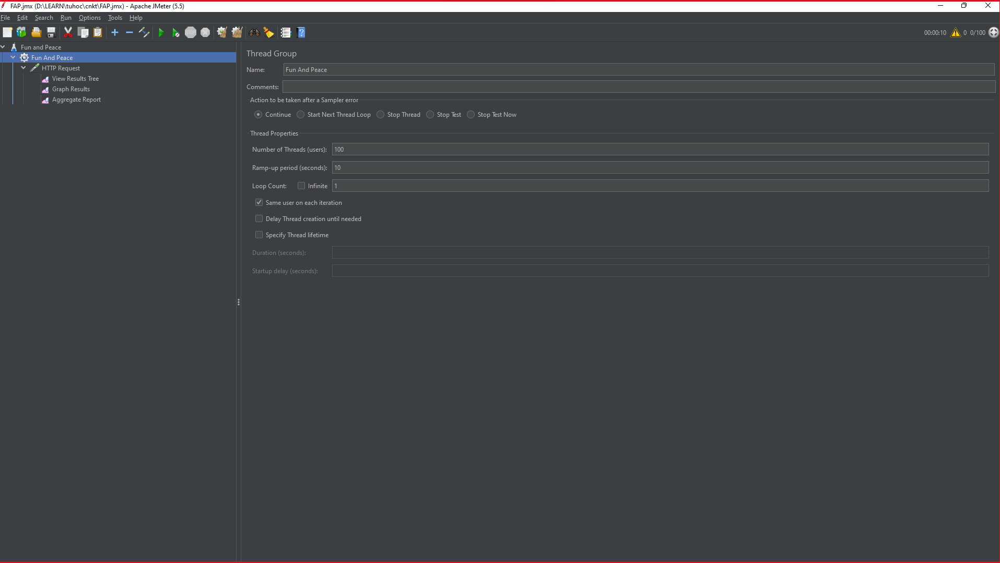 FAP.jmx (D:\LEARN\tuhoc\cnkt\FAP.jmx) - Apache JMeter (5.5)
File Edit Search Run Options Tools Help
STOP
?
00:00:10 0 0/100
Fun and Peace
Fun And Peace
HTTP Request
View Results Tree
Graph Results
Aggregate Report
Thread Group
Name: Fun And Peace
Comments:
Action to be taken after a Sampler error
Continue Start Next Thread Loop Stop Thread Stop Test Stop Test Now
Thread Properties
Number of Threads (users): 100
Ramp-up period (seconds): 10
Loop Count: Infinite 1
Same user on each iteration
Delay Thread creation until needed
Specify Thread lifetime
Duration (seconds):
Startup delay (seconds):